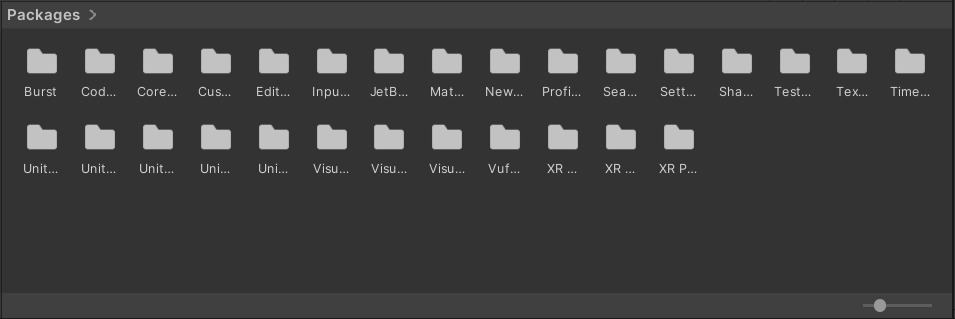 Packages
Burst Cod... Core... Cus... Edit... Inpu... JetB... Mat... New... Profi... Sea... Sett... Sha... Test... Tex... Time...
Unit... Unit... Unit... Uni... Uni... Visu... Visu... Visu... Vuf... XR ... XR ... XR P...